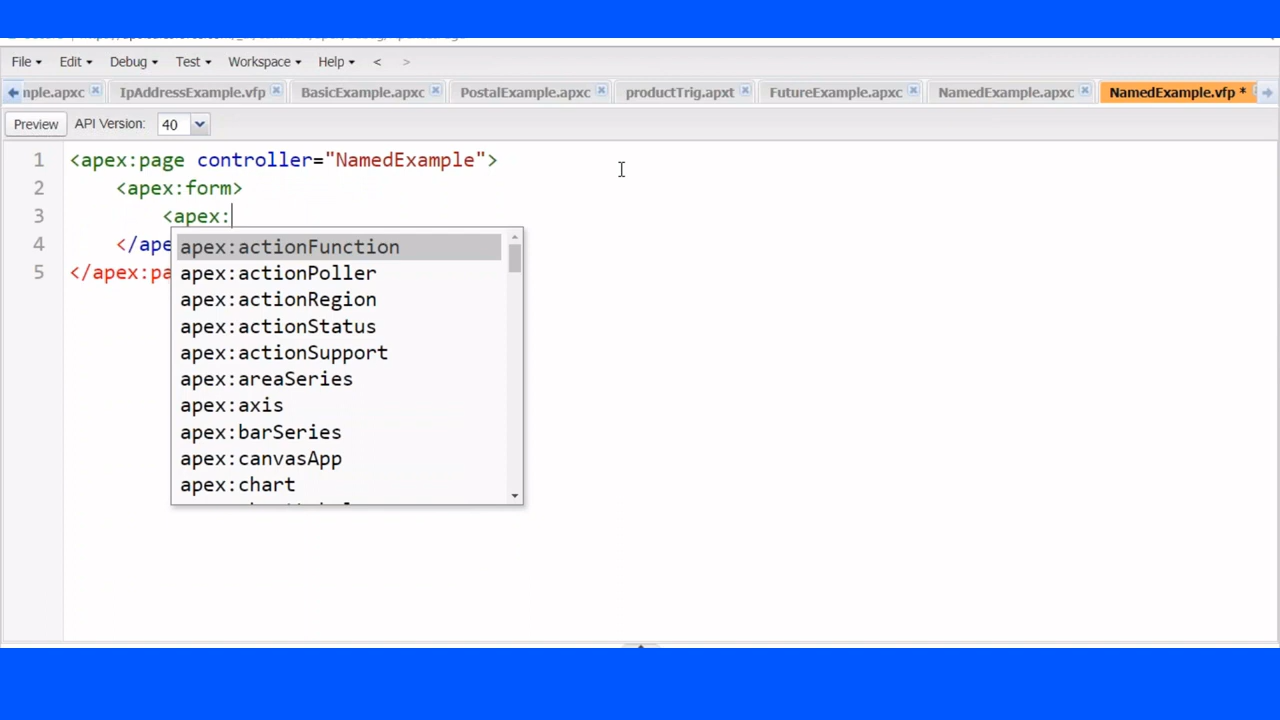 File Edit Debug Test Workspace Help < >
mple.apxc IpAddressExample.vfp BasicExample.apxc PostalExample.apxc productTrig.apxt FutureExample.apxc NamedExample.apxc NamedExample.vfp *
Preview API Version: 40
1 <apex:page controller="NamedExample">
2 <apex:form>
3 <apex:
4 </ape
5 </apex:pa
apex:actionFunction
apex:actionPoller
apex:actionRegion
apex:actionStatus
apex:actionSupport
apex:areaSeries
apex:axis
apex:barSeries
apex:canvasApp
apex:chart